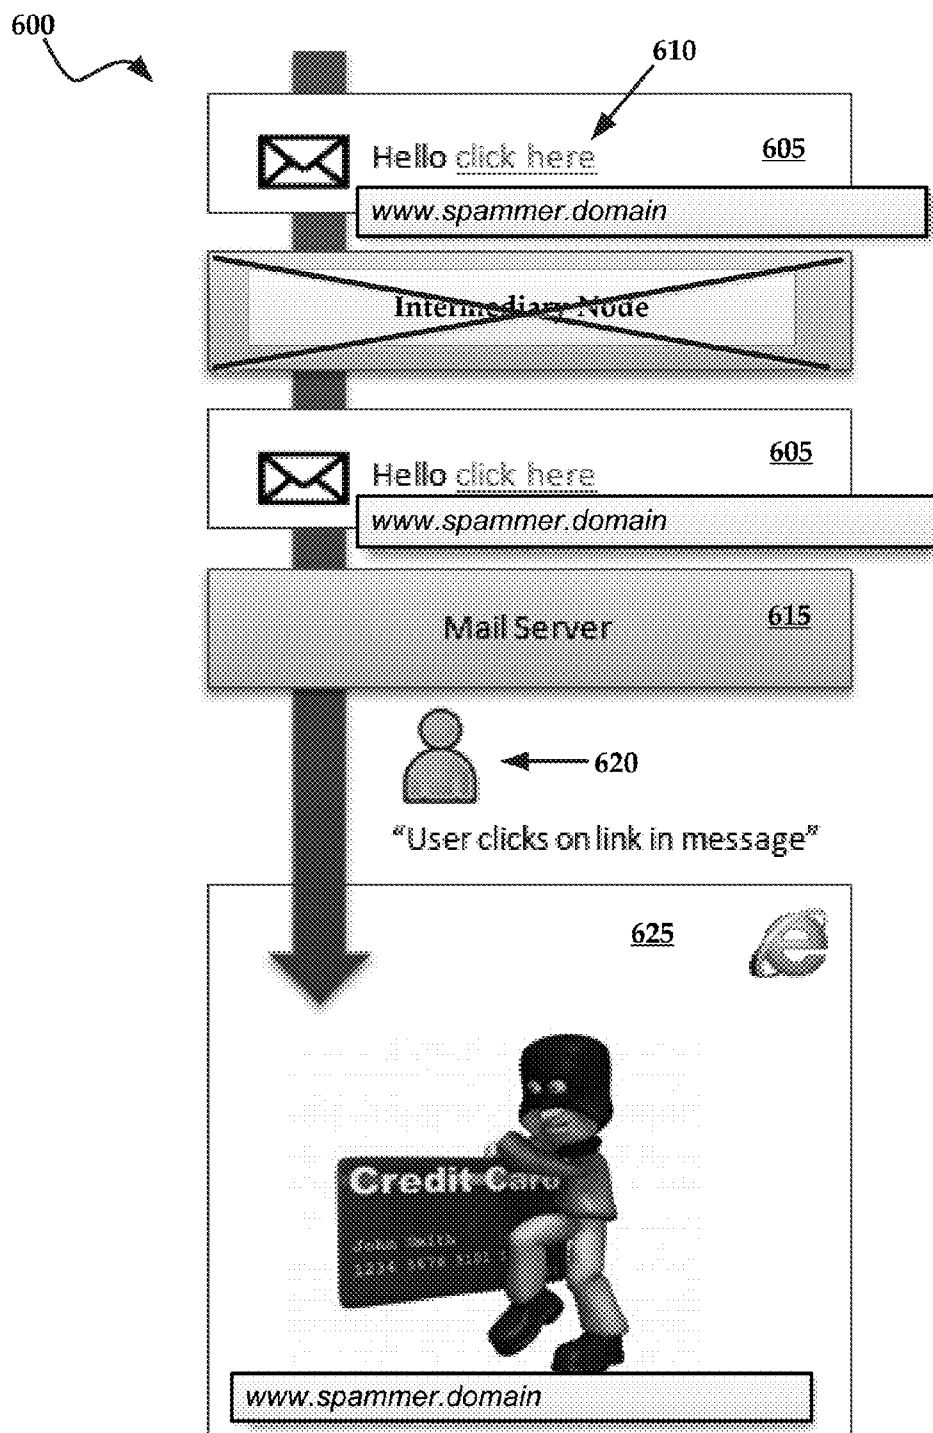 600
610
Hello click here
605
www.spammer.domain
Intermediary Node
605
Hello click here
www.spammer.domain
Mail Server
615
620
“User clicks on link in message”
625
Credit Card
www.spammer.domain